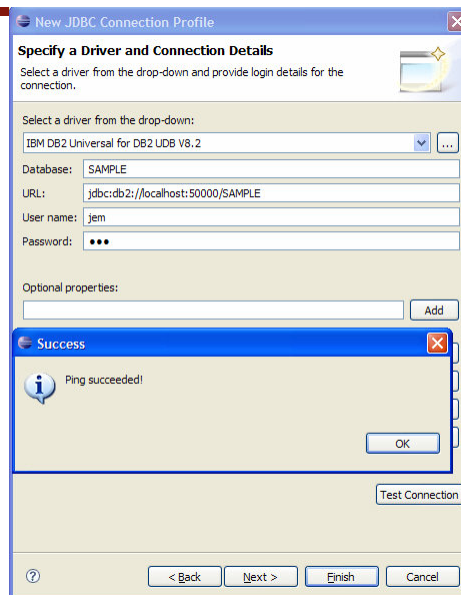 New JDBC Connection Profile
Specify a Driver and Connection Details
Select a driver from the drop-down and provide login details for the
connection.
Select a driver from the drop-down:
IBM DB2 Universal for DB2 UDB V8.2
...
Database: SAMPLE
URL: jdbc:db2://localhost:50000/SAMPLE
User name: jem
Password: •••
Optional properties:
Add
Success
Ping succeeded!
OK
Test Connection
? < Back Next > Finish Cancel